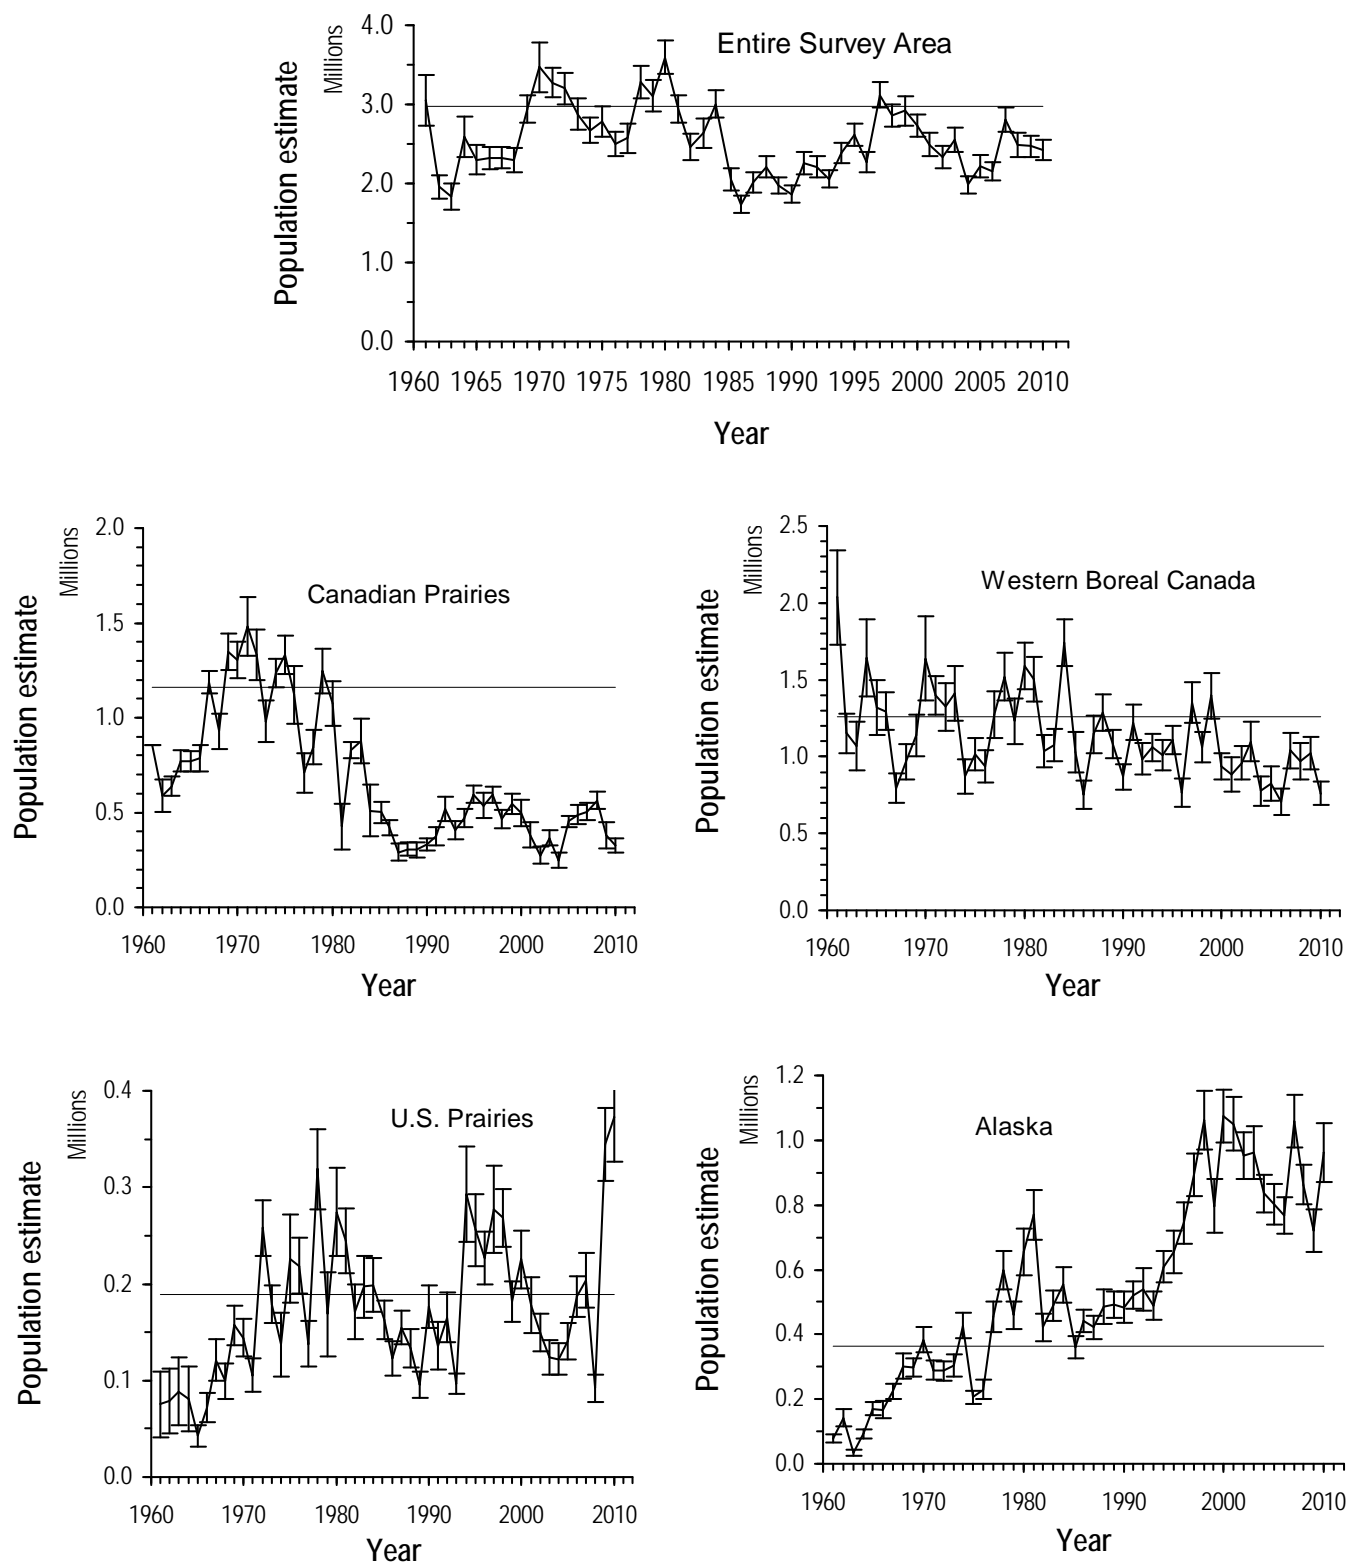 Entire Survey Area
Population estimate
Millions
4.0
3.0
2.0
1.0
0.0
1960 1965 1970 1975 1980 1985 1990 1995 2000 2005 2010
Year
Canadian Prairies
Population estimate
Millions
2.0
1.5
1.0
0.5
0.0
1960 1970 1980 1990 2000 2010
Year
Western Boreal Canada
Population estimate
Millions
2.5
2.0
1.5
1.0
0.5
0.0
1960 1970 1980 1990 2000 2010
Year
U.S. Prairies
Population estimate
Millions
0.4
0.3
0.2
0.1
0.0
1960 1970 1980 1990 2000 2010
Year
Alaska
Population estimate
Millions
1.2
1.0
0.8
0.6
0.4
0.2
0.0
1960 1970 1980 1990 2000 2010
Year